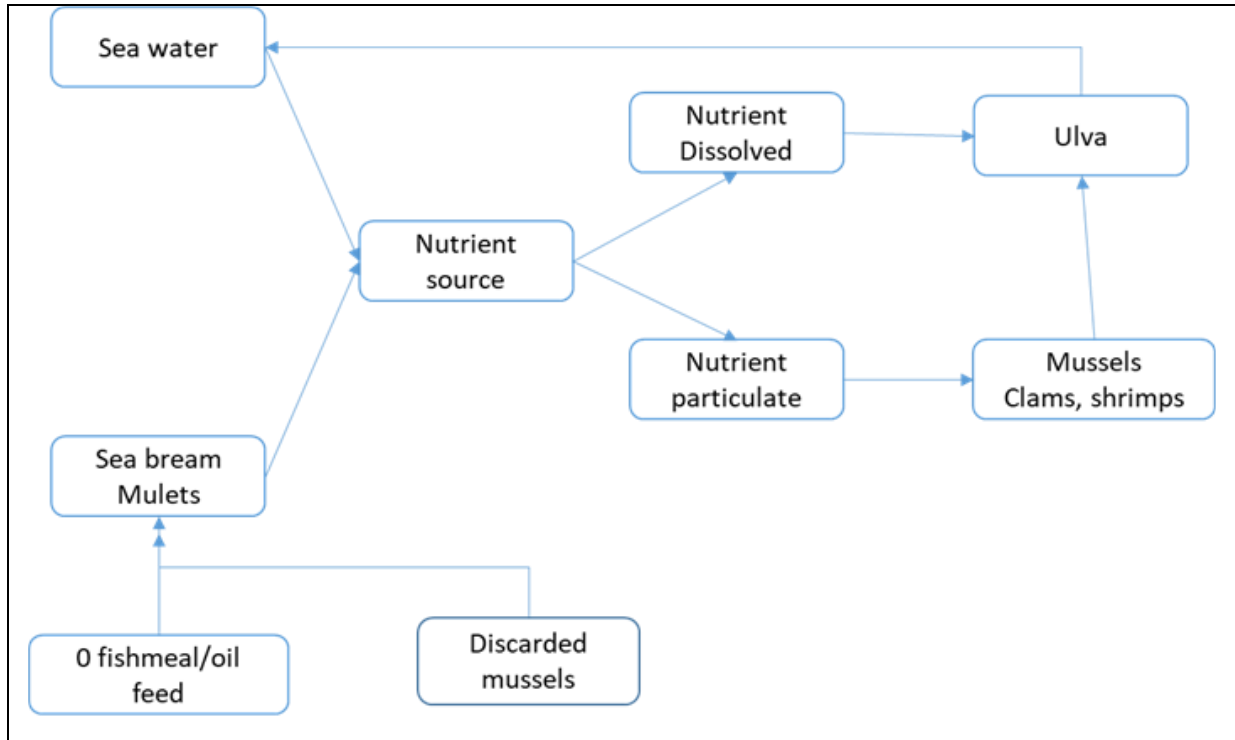 Sea water
Nutrient
Dissolved
Ulva
Nutrient
source
Nutrient
particulate
Mussels
Clams, shrimps
Sea bream
Mulets
0 fishmeal/oil
feed
Discarded
mussels